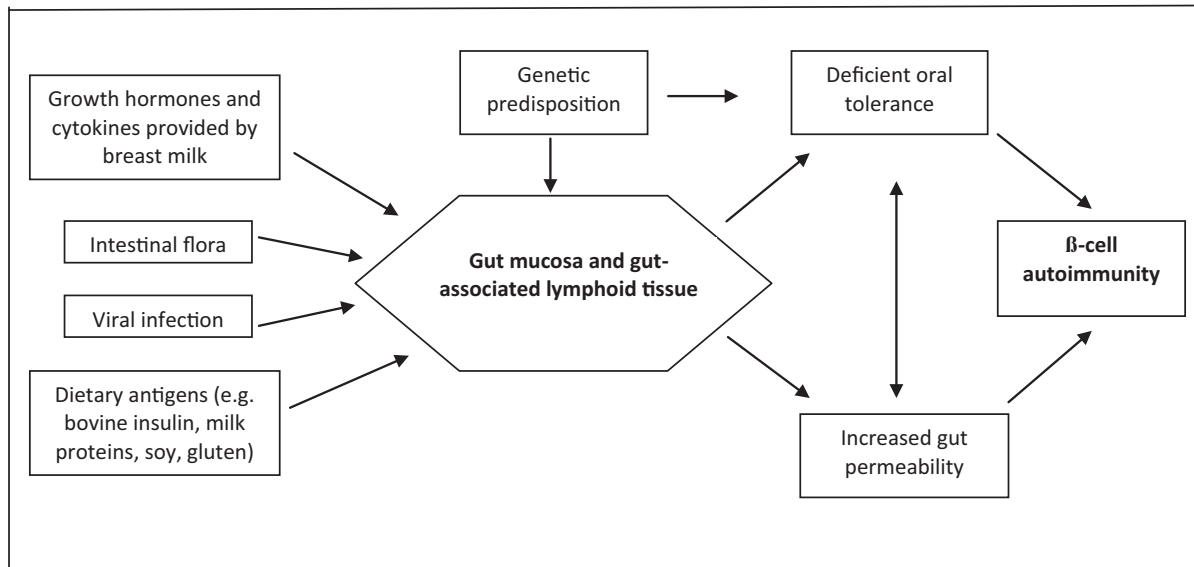 Growth hormones and
cytokines provided by
breast milk
Intestinal flora
Viral infection
Dietary antigens (e.g.
bovine insulin, milk
proteins, soy, gluten)
Genetic
predisposition
Gut mucosa and gut-
associated lymphoid tissue
Deficient oral
tolerance
Increased gut
permeability
ß-cell
autoimmunity